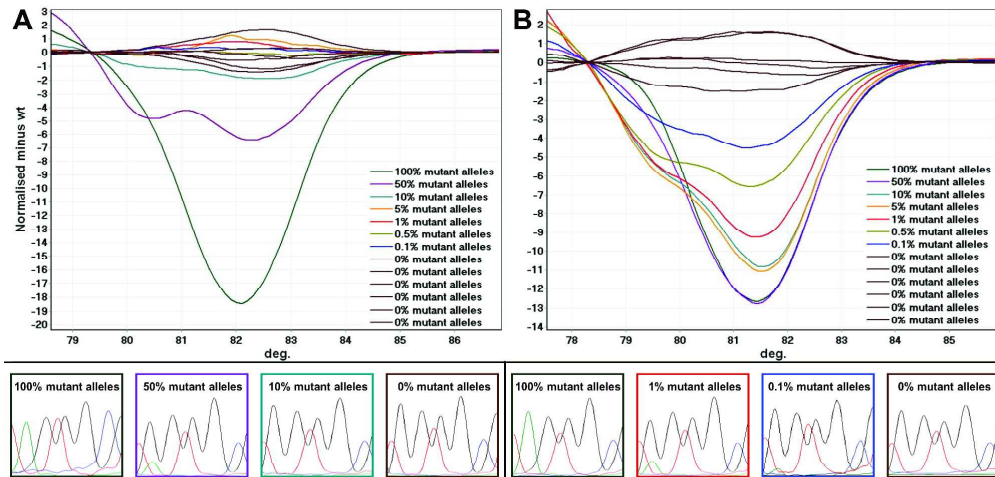 A
Normalised minus wt
3
2
1
0
-1
-2
-3
-4
-5
-6
-7
-8
-9
-10
-11
-12
-13
-14
-15
-16
-17
-18
-19
-20
100% mutant alleles
50% mutant alleles
10% mutant alleles
5% mutant alleles
1% mutant alleles
0.5% mutant alleles
0.1% mutant alleles
0% mutant alleles
0% mutant alleles
0% mutant alleles
0% mutant alleles
0% mutant alleles
0% mutant alleles
79 80 81 82 83 84 85 86
deg.
B
2
1
0
-1
-2
-3
-4
-5
-6
-7
-8
-9
-10
-11
-12
-13
-14
100% mutant alleles
50% mutant alleles
10% mutant alleles
5% mutant alleles
1% mutant alleles
0.5% mutant alleles
0.1% mutant alleles
0% mutant alleles
0% mutant alleles
0% mutant alleles
0% mutant alleles
0% mutant alleles
0% mutant alleles
78 79 80 81 82 83 84 85
deg.
100% mutant alleles
50% mutant alleles
10% mutant alleles
0% mutant alleles
100% mutant alleles
1% mutant alleles
0.1% mutant alleles
0% mutant alleles